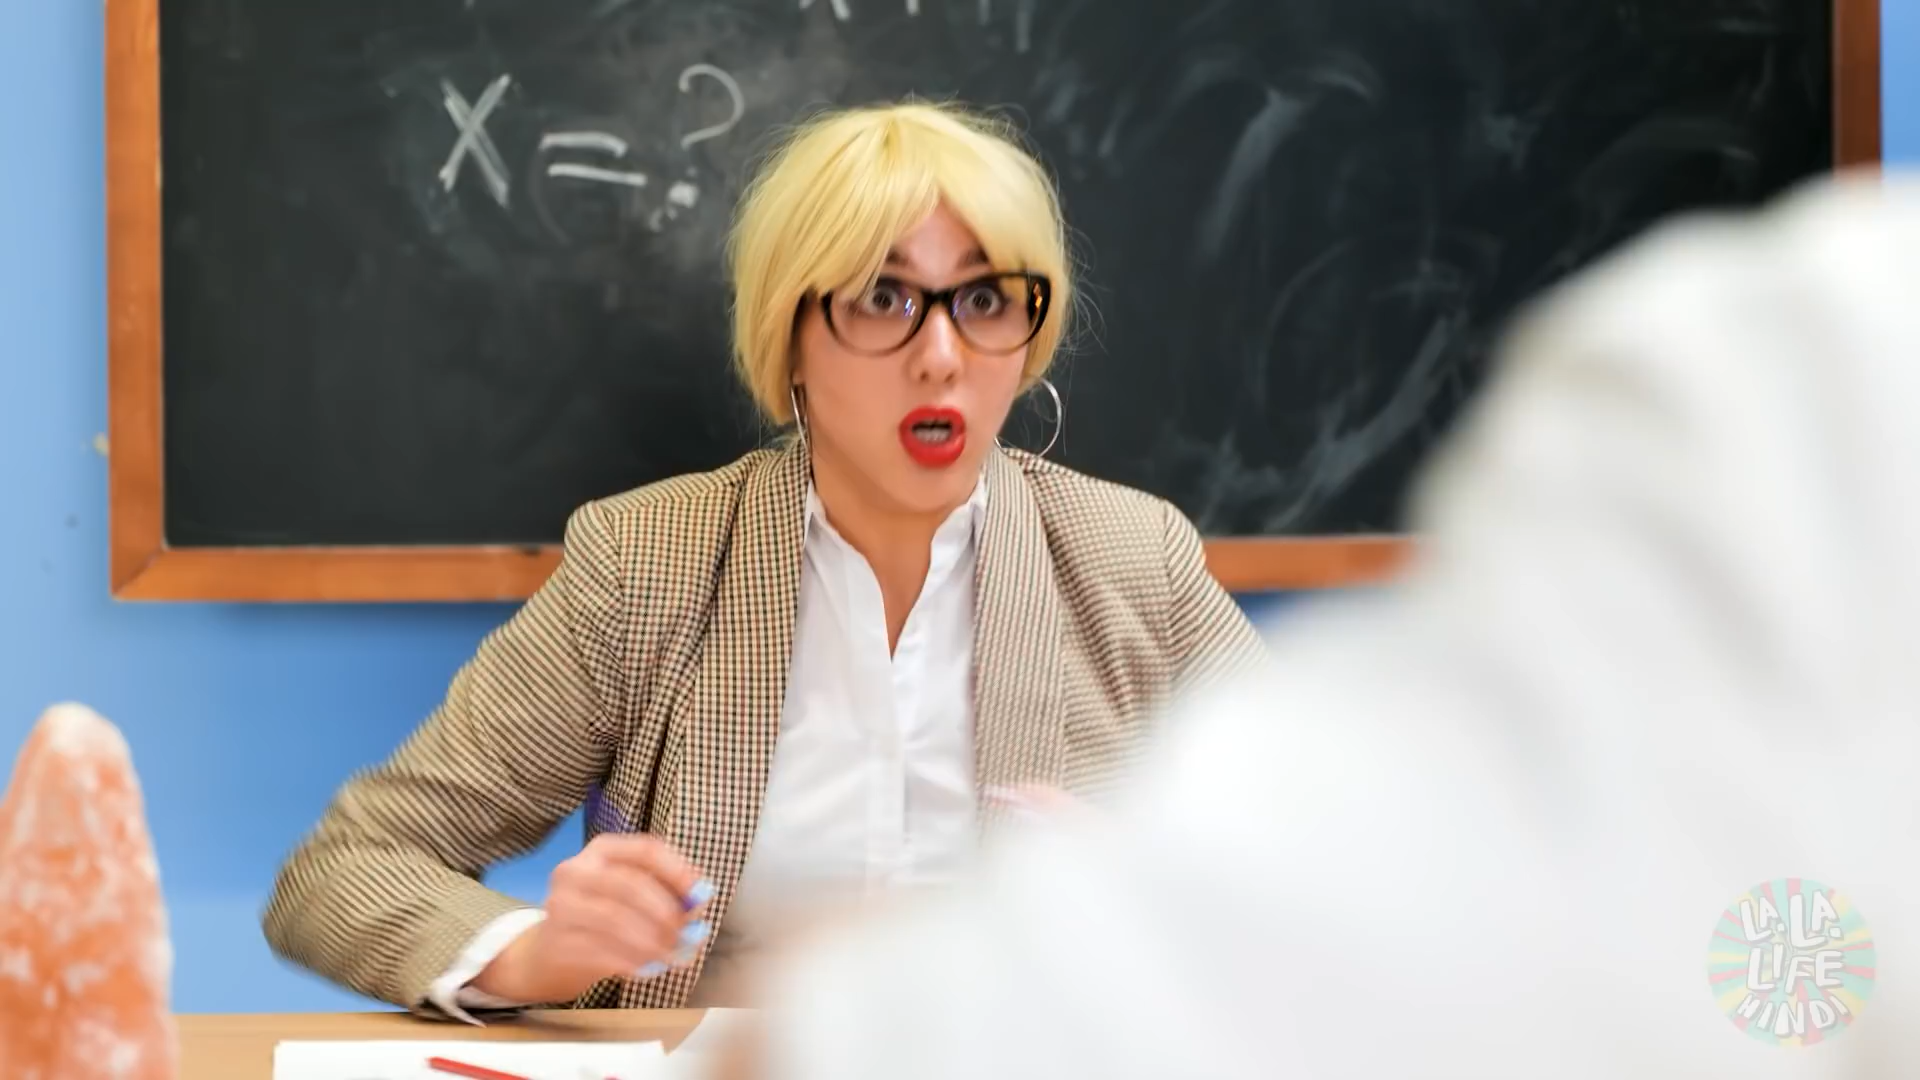 X = ?
LA LA
LIFE
HINDI